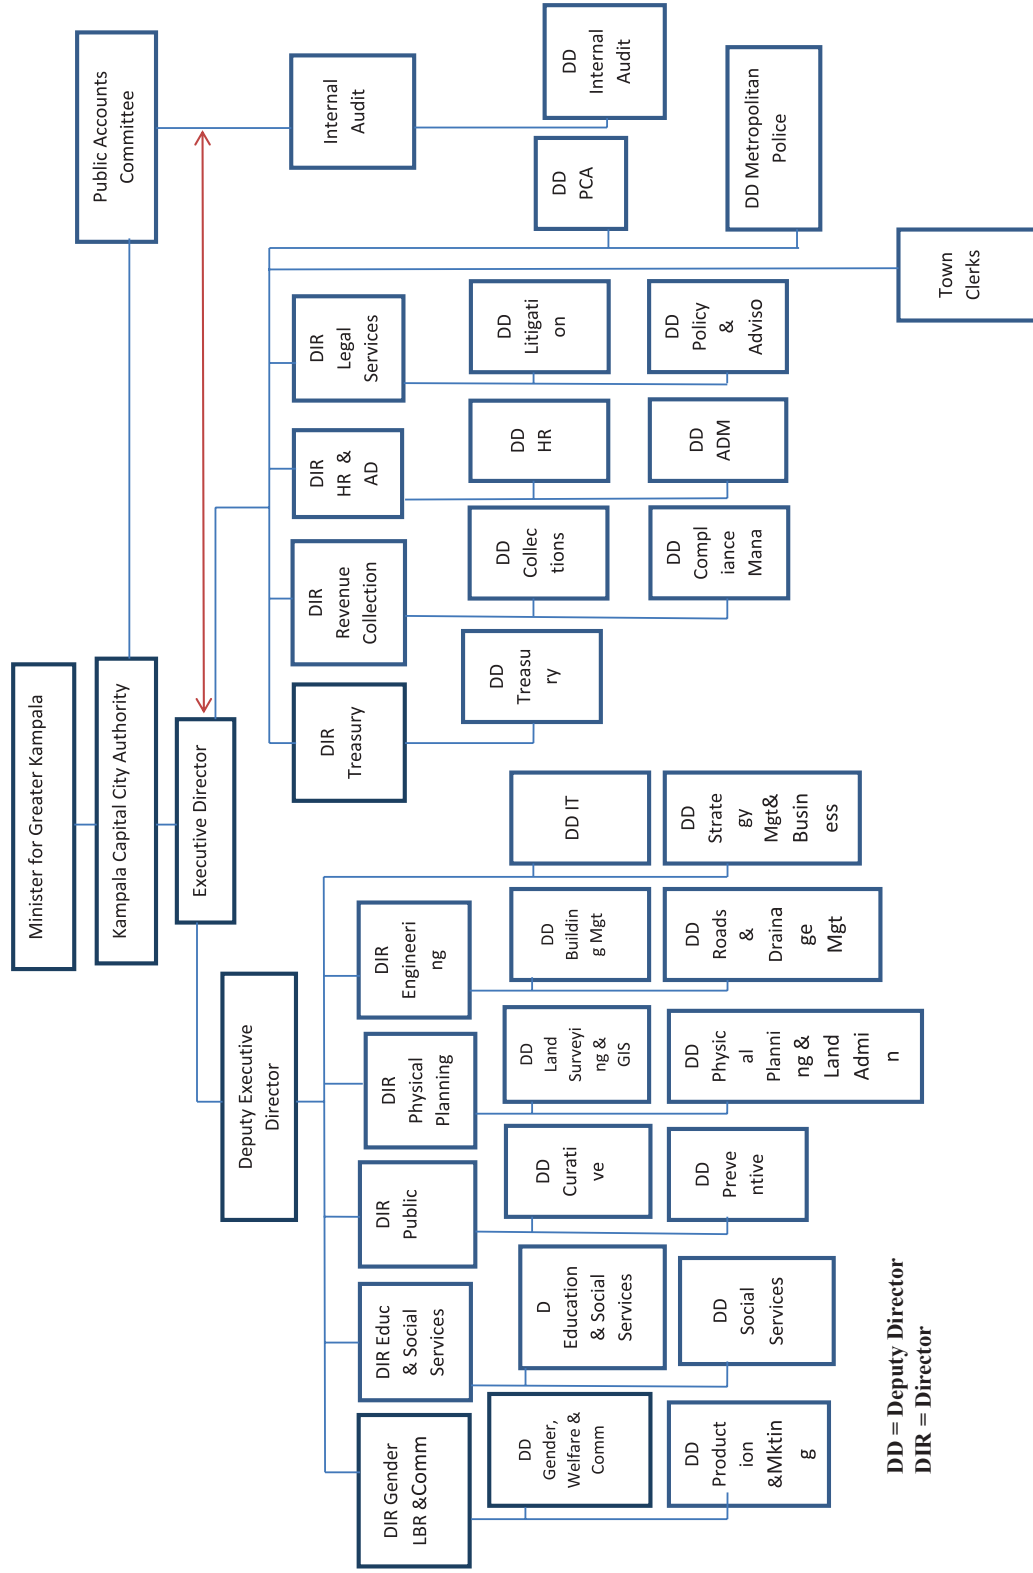 Minister for Greater Kampala
Kampala Capital City Authority
Public Accounts
Committee
Executive Director
Deputy Executive
Director
Internal
Audit
DIR Gender
LBR &Comm
DIR Educ
& Social
Services
DIR
Public
DIR
Physical
Planning
DIR
Engineeri
ng
DIR
Treasury
DIR
Revenue
Collection
DIR
HR &
AD
DIR
Legal
Services
DD
Gender,
Welfare &
Comm
D
Education
& Social
Services
DD
Curati
ve
DD
Land
Surveyi
ng &
GIS
DD
Buildin
g Mgt
DD IT
DD
Treasu
ry
DD
Collec
tions
DD
HR
DD
Litigati
on
DD
PCA
DD
Internal
Audit
DD
Product
ion
&Mkting
g
DD
Social
Services
DD
Preve
ntive
DD
Physic
al
Planni
ng &
Land
Admi
n
DD
Roads
&
Draina
ge
Mgt
DD
Strate
gy
Mgt&
Busin
ess
DD
Compl
iance
Mana
DD
ADM
DD
Policy
&
Adviso
DD Metropolitan
Police
Town
Clerks
DD = Deputy Director
DIR = Director